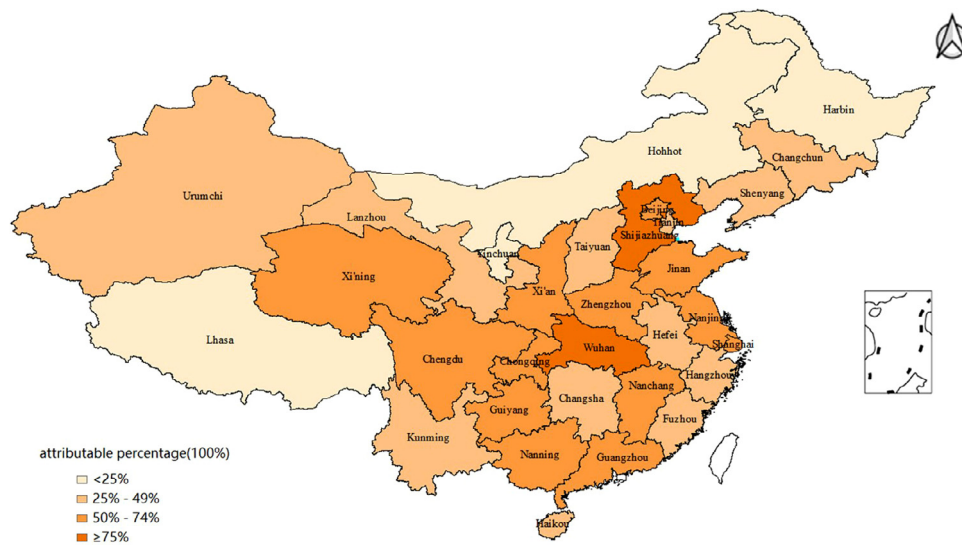 Harbin
Changchun
Hohhot
Shenyang
Urumchi
Lanzhou
Beijing
Tianjin
Shijiazhuang
Taiyuan
Yinchuan
Jinan
Xi'ning
Xi'an
Zhengzhou
Nanjing
Hefei
Shanghai
Lhasa
Chengdu
Chongqing
Wuhan
Hangzhou
Nanchang
Changsha
Guiyang
Fuzhou
Kunming
Nanning
Guangzhou
Haikou
attributable percentage(100%)
<25%
25% - 49%
50% - 74%
≥75%